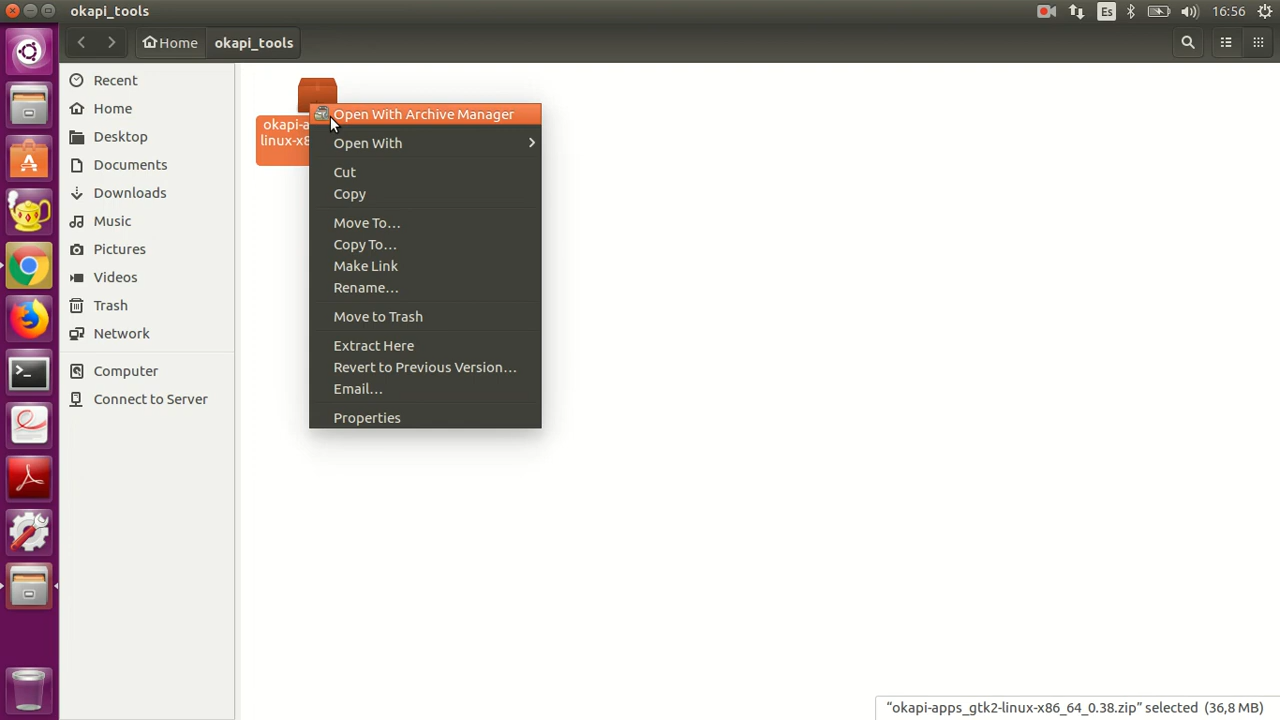 okapi_tools
Es
16:56
Home
okapi_tools
Recent
Home
Desktop
Documents
Downloads
Music
Pictures
Videos
Trash
Network
Computer
Connect to Server
okapi-a
linux-x8
Open With Archive Manager
Open With
Cut
Copy
Move To…
Copy To…
Make Link
Rename…
Move to Trash
Extract Here
Revert to Previous Version…
Email…
Properties
“okapi-apps_gtk2-linux-x86_64_0.38.zip” selected (36,8 MB)